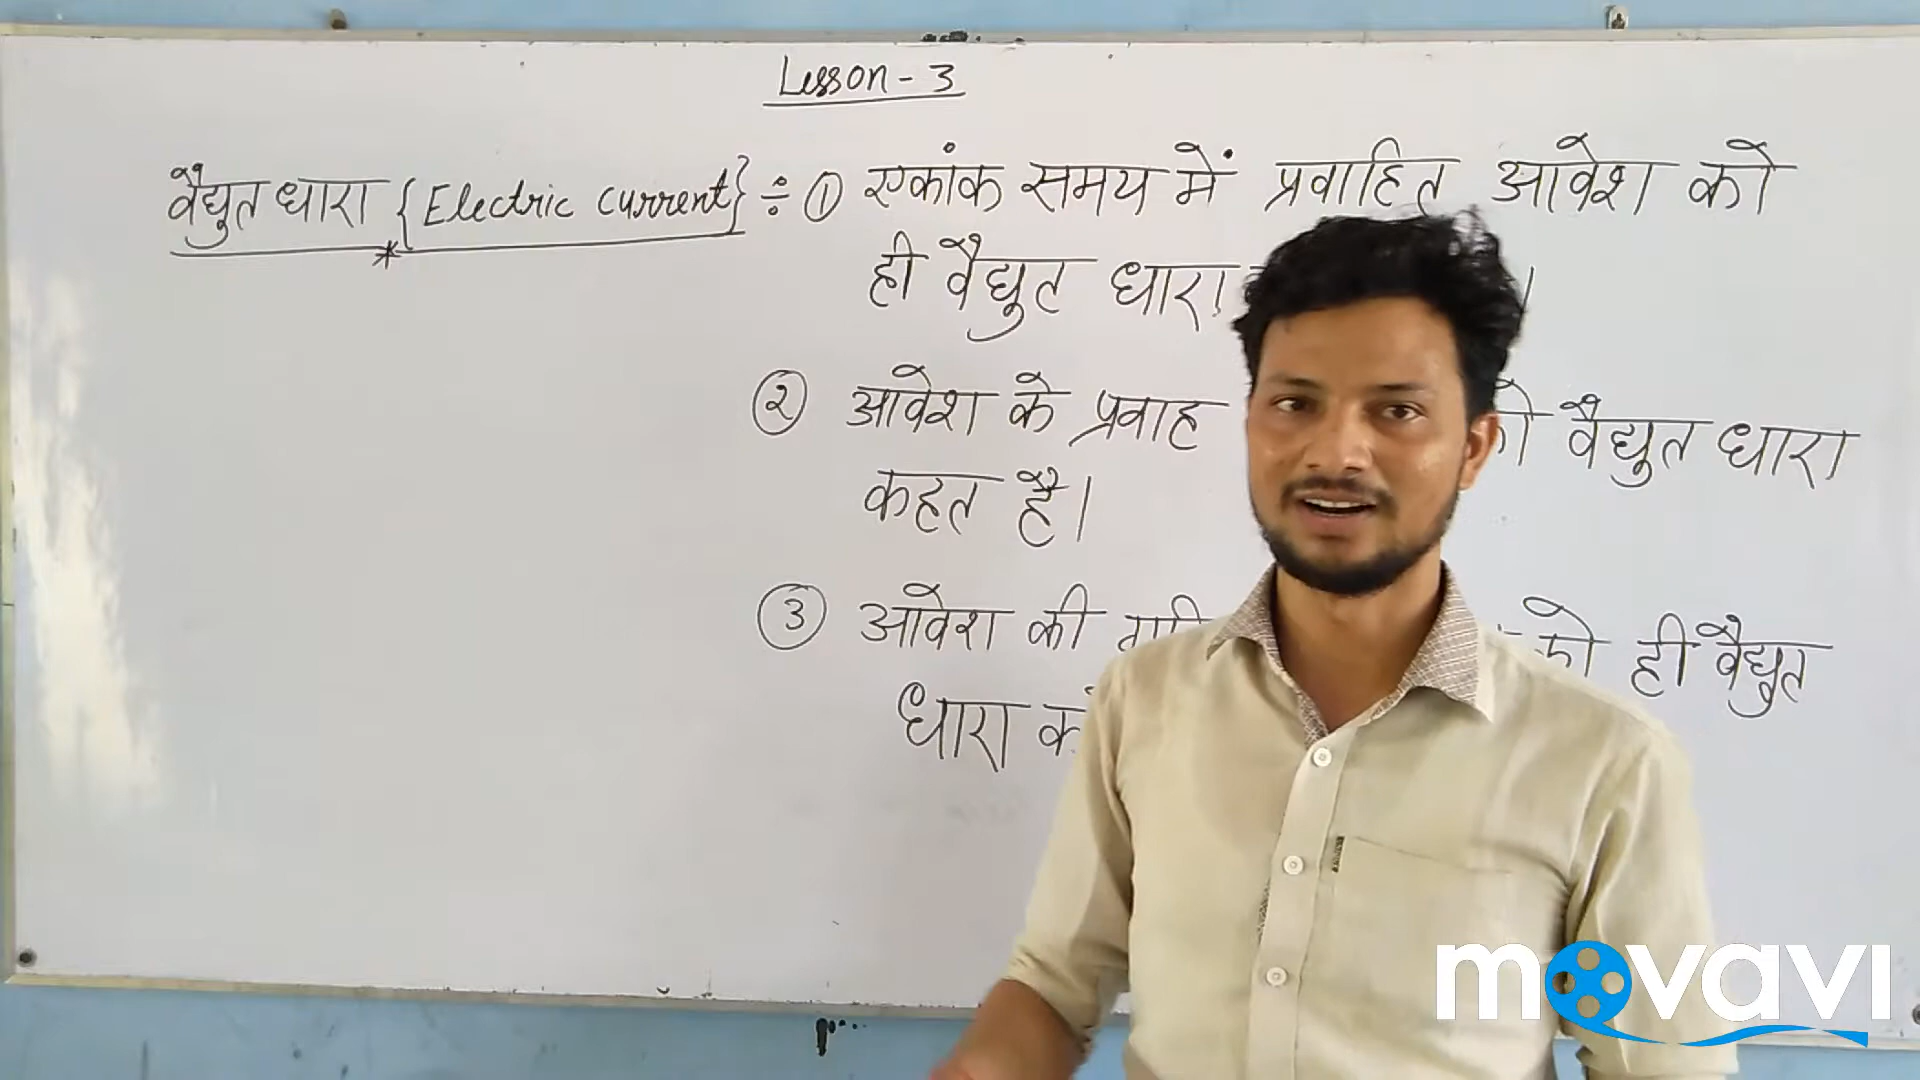 Lesson - 3
वैद्युत धारा {Electric Current} ÷ ① एकांक समय में प्रवाहित आवेश को
ही वैद्युत धारा
② आवेश के प्रवाह वैद्युत धारा
कहत है।
③ आवेश की को ही वैद्युत
धारा
movavi